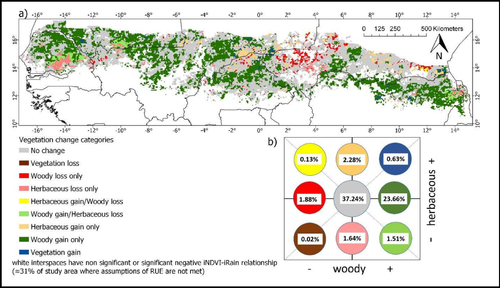 a)
0 125 250 500 Kilometers
N
16°
14°
12°
10°
16°
14°
12°
10°
-16° -14° -12° -10° -8° -6° -4° -2° 0° 2° 4° 6° 8° 10° 12° 14°
Vegetation change categories
No change
Vegetation loss
Woody loss only
Herbaceous loss only
Herbaceous gain/Woody loss
Woody gain/Herbaceous loss
Herbaceous gain only
Woody gain only
Vegetation gain
white interspaces have non significant or significant negative iNDVI-iRain relationship
(≈31% of study area where assumptions of RUE are not met)
b)
0.13% 2.28% 0.63%
1.88% 37.24% 23.66%
0.02% 1.64% 1.51%
- woody +
- herbaceous +